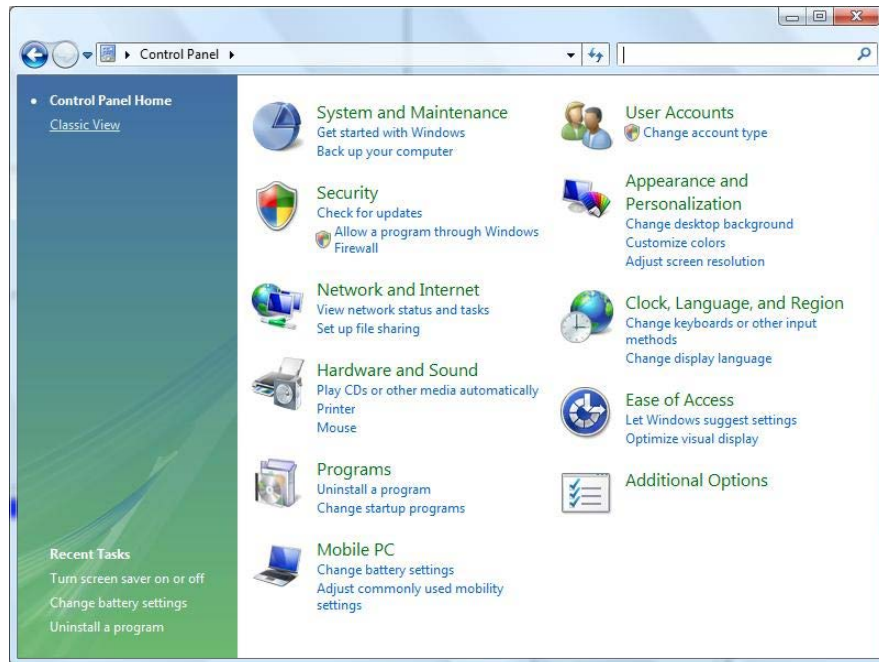 Control Panel
Control Panel Home
Classic View
System and Maintenance
Get started with Windows
Back up your computer
Security
Check for updates
Allow a program through Windows
Firewall
Network and Internet
View network status and tasks
Set up file sharing
Hardware and Sound
Play CDs or other media automatically
Printer
Mouse
Programs
Uninstall a program
Change startup programs
Mobile PC
Change battery settings
Adjust commonly used mobility
settings
User Accounts
Change account type
Appearance and
Personalization
Change desktop background
Customize colors
Adjust screen resolution
Clock, Language, and Region
Change keyboards or other input
methods
Change display language
Ease of Access
Let Windows suggest settings
Optimize visual display
Additional Options
Recent Tasks
Turn screen saver on or off
Change battery settings
Uninstall a program